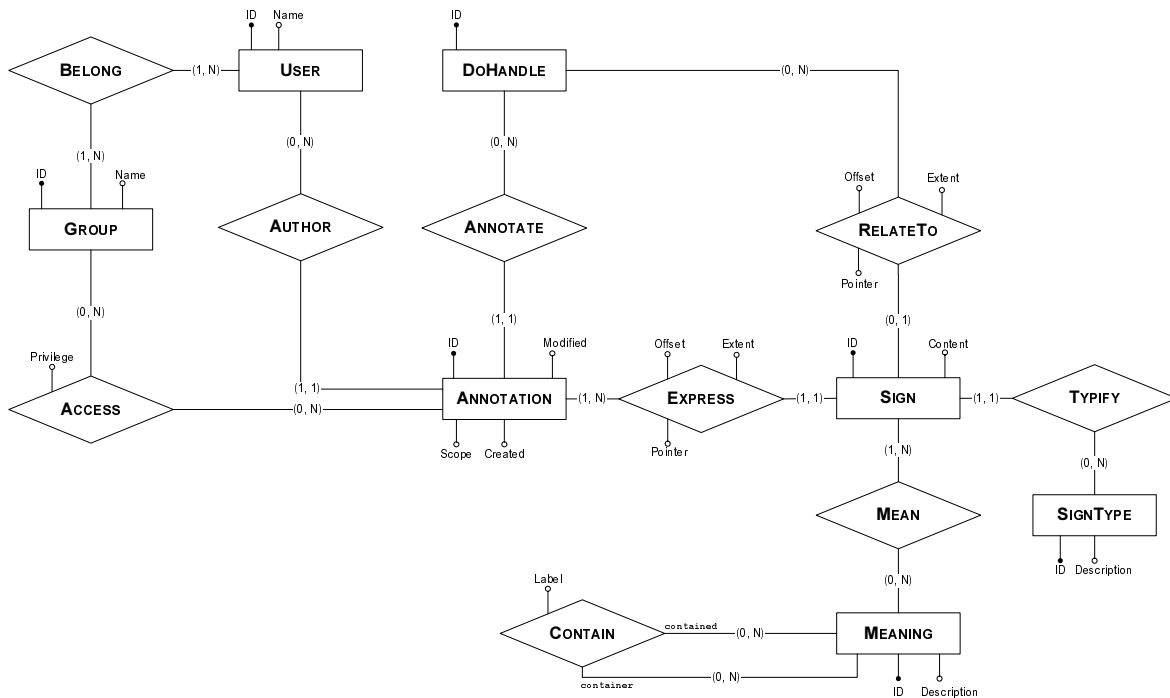 ID
Name
ID
BELONG
(1, N)
USER
DOHANDLE
(0, N)
(0, N)
(0, N)
(1, N)
ID
Name
Offset
Extent
GROUP
AUTHOR
ANNOTATE
RELATETO
Pointer
(0, N)
(1, 1)
(0, 1)
Privilege
ID
Modified
Offset
Extent
ID
Content
(1, 1)
ACCESS
(0, N)
ANNOTATION
(1, N)
EXPRESS
(1, 1)
SIGN
(1, 1)
TYPIFY
Scope
Created
Pointer
(1, N)
(0, N)
MEAN
SIGNTYPE
ID
Description
Label
(0, N)
CONTAIN
contained
(0, N)
MEANING
container
(0, N)
ID
Description